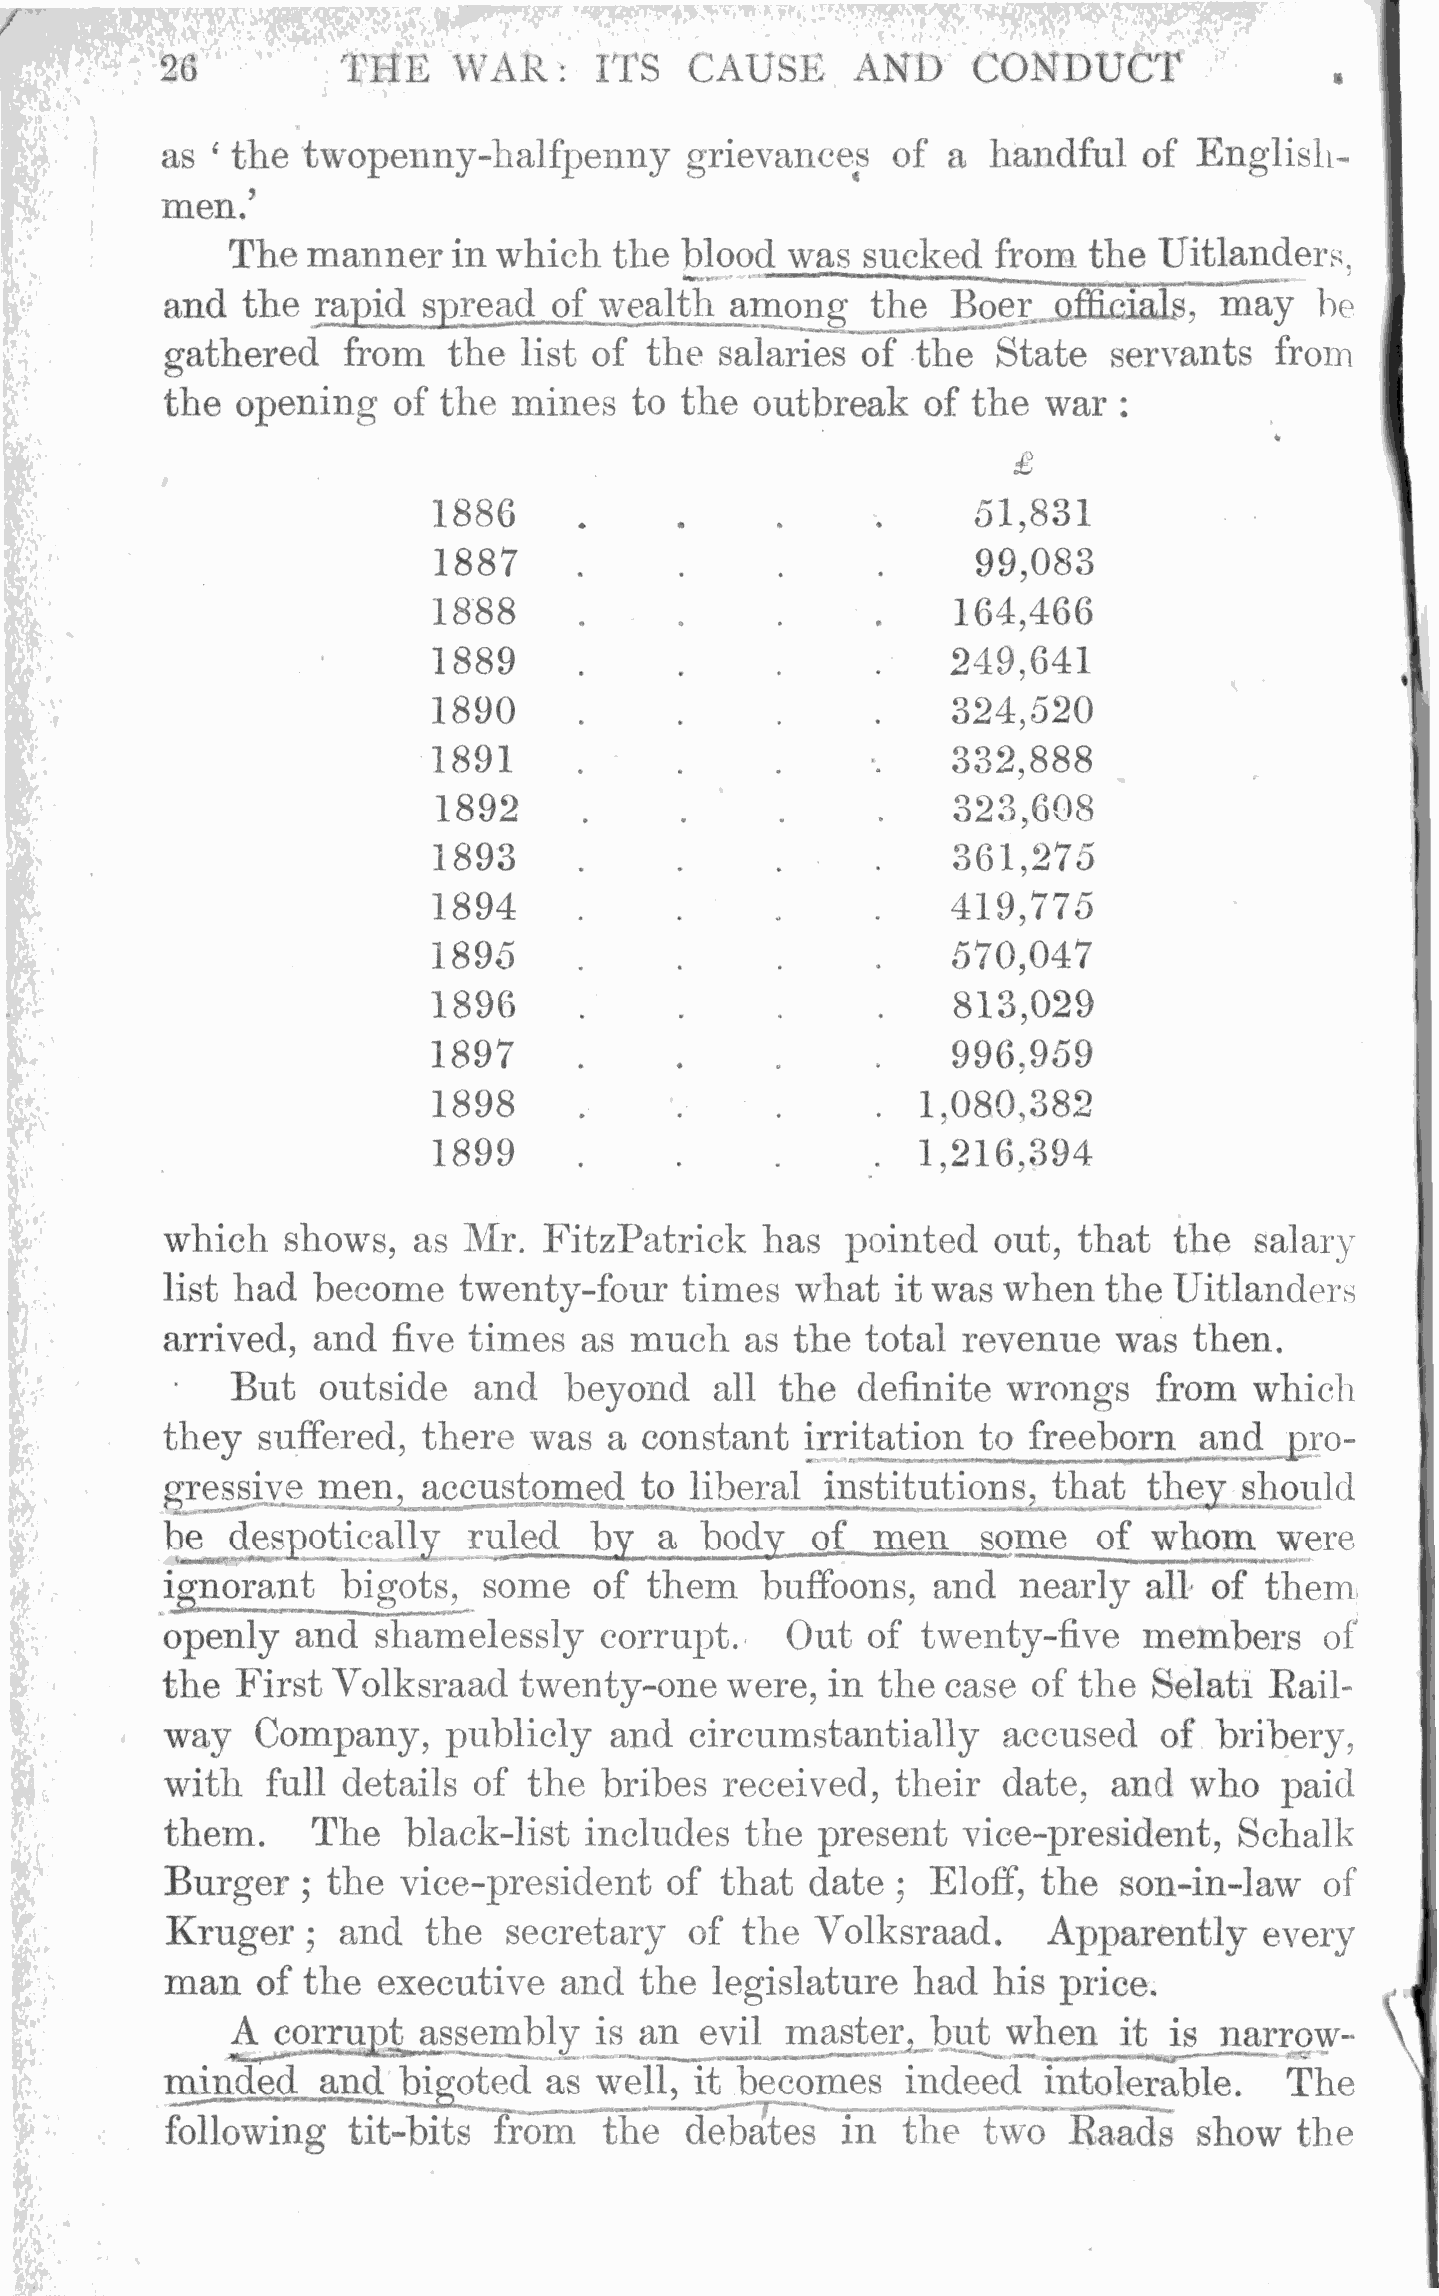 26 THE WAR: ITS CAUSE AND CONDUCT
as ‘ the twopenny-halfpenny grievances of a handful of English-
men.’
The manner in which the blood was sucked from the Uitlanders,
and the rapid spread of wealth among the Boer officials, may be
gathered from the list of the salaries of the State servants from
the opening of the mines to the outbreak of the war :
£
1886 . . . . 51,831
1887 . . . . 99,083
1888 . . . . 164,466
1889 . . . . 249,641
1890 . . . . 324,520
1891 . . . . 332,888
1892 . . . . 323,608
1893 . . . . 361,275
1894 . . . . 419,775
1895 . . . . 570,047
1896 . . . . 813,029
1897 . . . . 996,959
1898 . . . . 1,080,382
1899 . . . . 1,216,394
which shows, as Mr. FitzPatrick has pointed out, that the salary
list had become twenty-four times what it was when the Uitlanders
arrived, and five times as much as the total revenue was then.
But outside and beyond all the definite wrongs from which
they suffered, there was a constant irritation to freeborn and pro-
gressive men, accustomed to liberal institutions, that they should
be despotically ruled by a body of men some of whom were
ignorant bigots, some of them buffoons, and nearly all of them
openly and shamelessly corrupt. Out of twenty-five members of
the First Volksraad twenty-one were, in the case of the Selati Rail-
way Company, publicly and circumstantially accused of bribery,
with full details of the bribes received, their date, and who paid
them. The black-list includes the present vice-president, Schalk
Burger ; the vice-president of that date ; Eloff, the son-in-law of
Kruger ; and the secretary of the Volksraad. Apparently every
man of the executive and the legislature had his price.
A corrupt assembly is an evil master, but when it is narrow-
minded and bigoted as well, it becomes indeed intolerable. The
following tit-bits from the debates in the two Raads show the